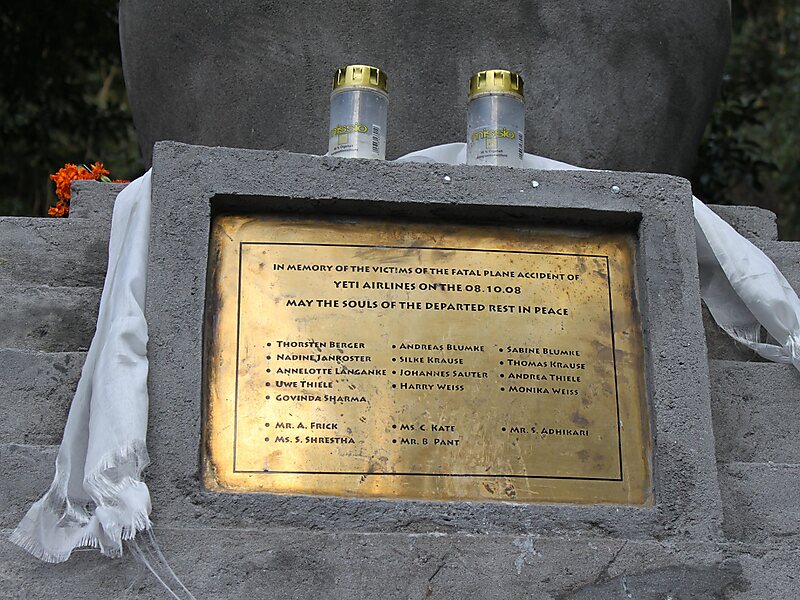 missio
missio
IN MEMORY OF THE VICTIMS OF THE FATAL PLANE ACCIDENT OF
YETI AIRLINES ON THE 08.10.08
MAY THE SOULS OF THE DEPARTED REST IN PEACE
• THORSTEN BERGER • ANDREAS BLUMKE • SABINE BLUMKE
• NADINE JANKOSTER • SILKE KRAUSE • THOMAS KRAUSE
• ANNELOTTE LANGANKE • JOHANNES SAUTER • ANDREA THIELE
• UWE THIELE • HARRY WEISS • MONIKA WEISS
• GOVINDA SHARMA
• MR. A. FRICK • MS. C. KATE • MR. S. ADHIKARI
• MS. S. SHRESTHA • MR. B. PANT